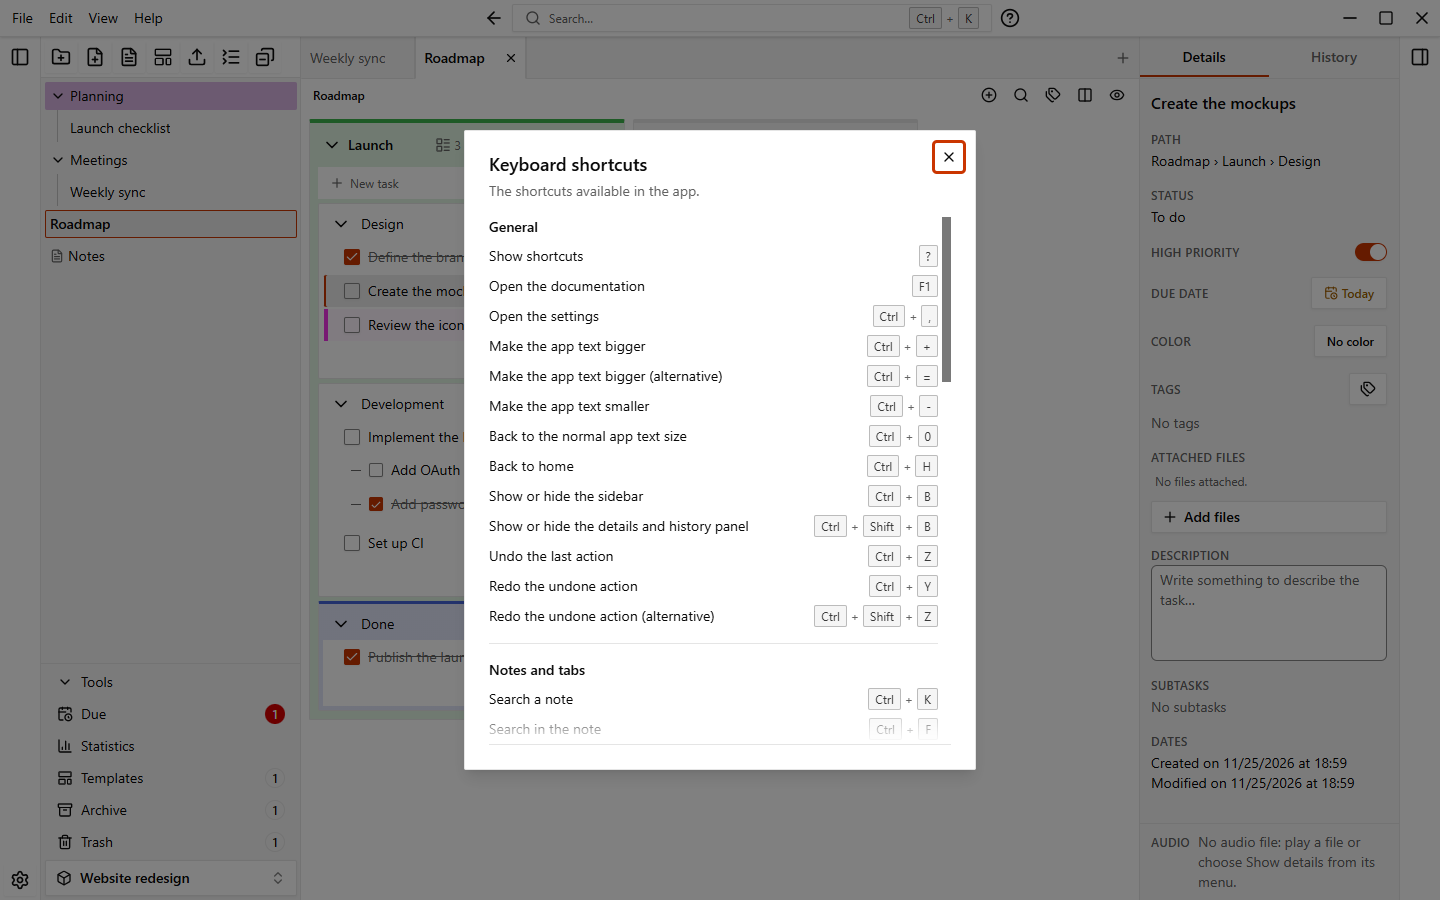 File Edit View Help
Search... Ctrl + K
Weekly sync
Roadmap
Details
History
Planning
Launch checklist
Meetings
Weekly sync
Roadmap
Notes
Tools
Due 1
Statistics
Templates 1
Archive 1
Trash 1
Website redesign
Roadmap
Launch 3
New task
Design
Define the bran
Create the moc
Review the icon
Development
Implement the
Add OAuth
Add passwo
Set up CI
Done
Publish the laun
Keyboard shortcuts
The shortcuts available in the app.
General
Show shortcuts ?
Open the documentation F1
Open the settings Ctrl + ,
Make the app text bigger Ctrl + +
Make the app text bigger (alternative) Ctrl + =
Make the app text smaller Ctrl + -
Back to the normal app text size Ctrl + 0
Back to home Ctrl + H
Show or hide the sidebar Ctrl + B
Show or hide the details and history panel Ctrl + Shift + B
Undo the last action Ctrl + Z
Redo the undone action Ctrl + Y
Redo the undone action (alternative) Ctrl + Shift + Z
Notes and tabs
Search a note Ctrl + K
Search in the note Ctrl + F
Create the mockups
PATH
Roadmap › Launch › Design
STATUS
To do
HIGH PRIORITY
DUE DATE Today
COLOR No color
TAGS
No tags
ATTACHED FILES
No files attached.
Add files
DESCRIPTION
Write something to describe the
task...
SUBTASKS
No subtasks
DATES
Created on 11/25/2026 at 18:59
Modified on 11/25/2026 at 18:59
AUDIO No audio file: play a file or
choose Show details from its
menu.